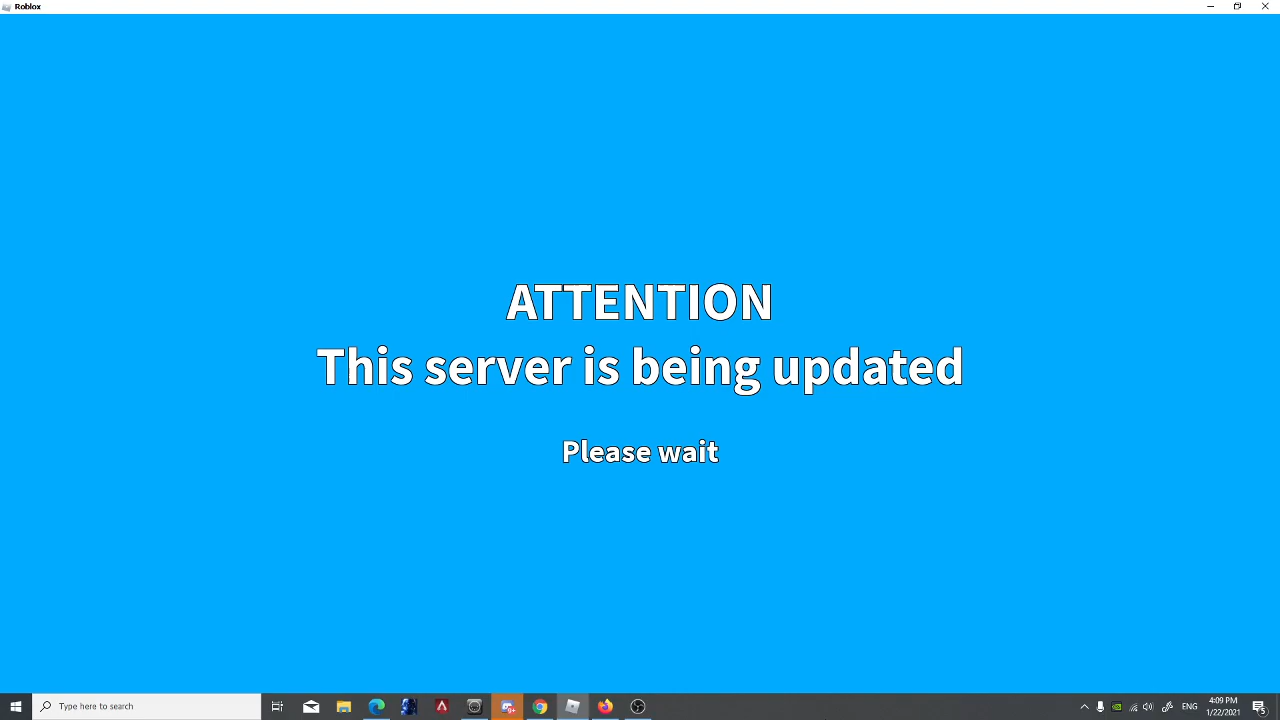 Roblox
ATTENTION
This server is being updated
Please wait
Type here to search
ENG
4:09 PM
1/22/2021